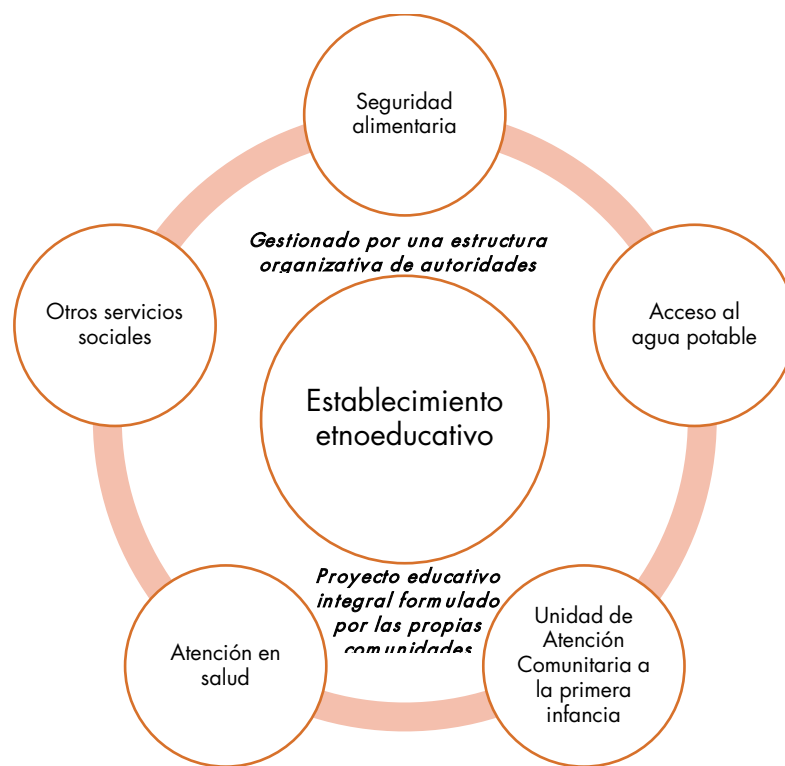 Seguridad
alimentaria
Gestionado por una estructura
organizativa de autoridades
Otros servicios
sociales
Acceso al
agua potable
Establecimiento
etnoeducativo
Proyecto educativo
integral formulado
por las propias
comunidades
Atención en
salud
Unidad de
Atención
Comunitaria a
la primera
infancia